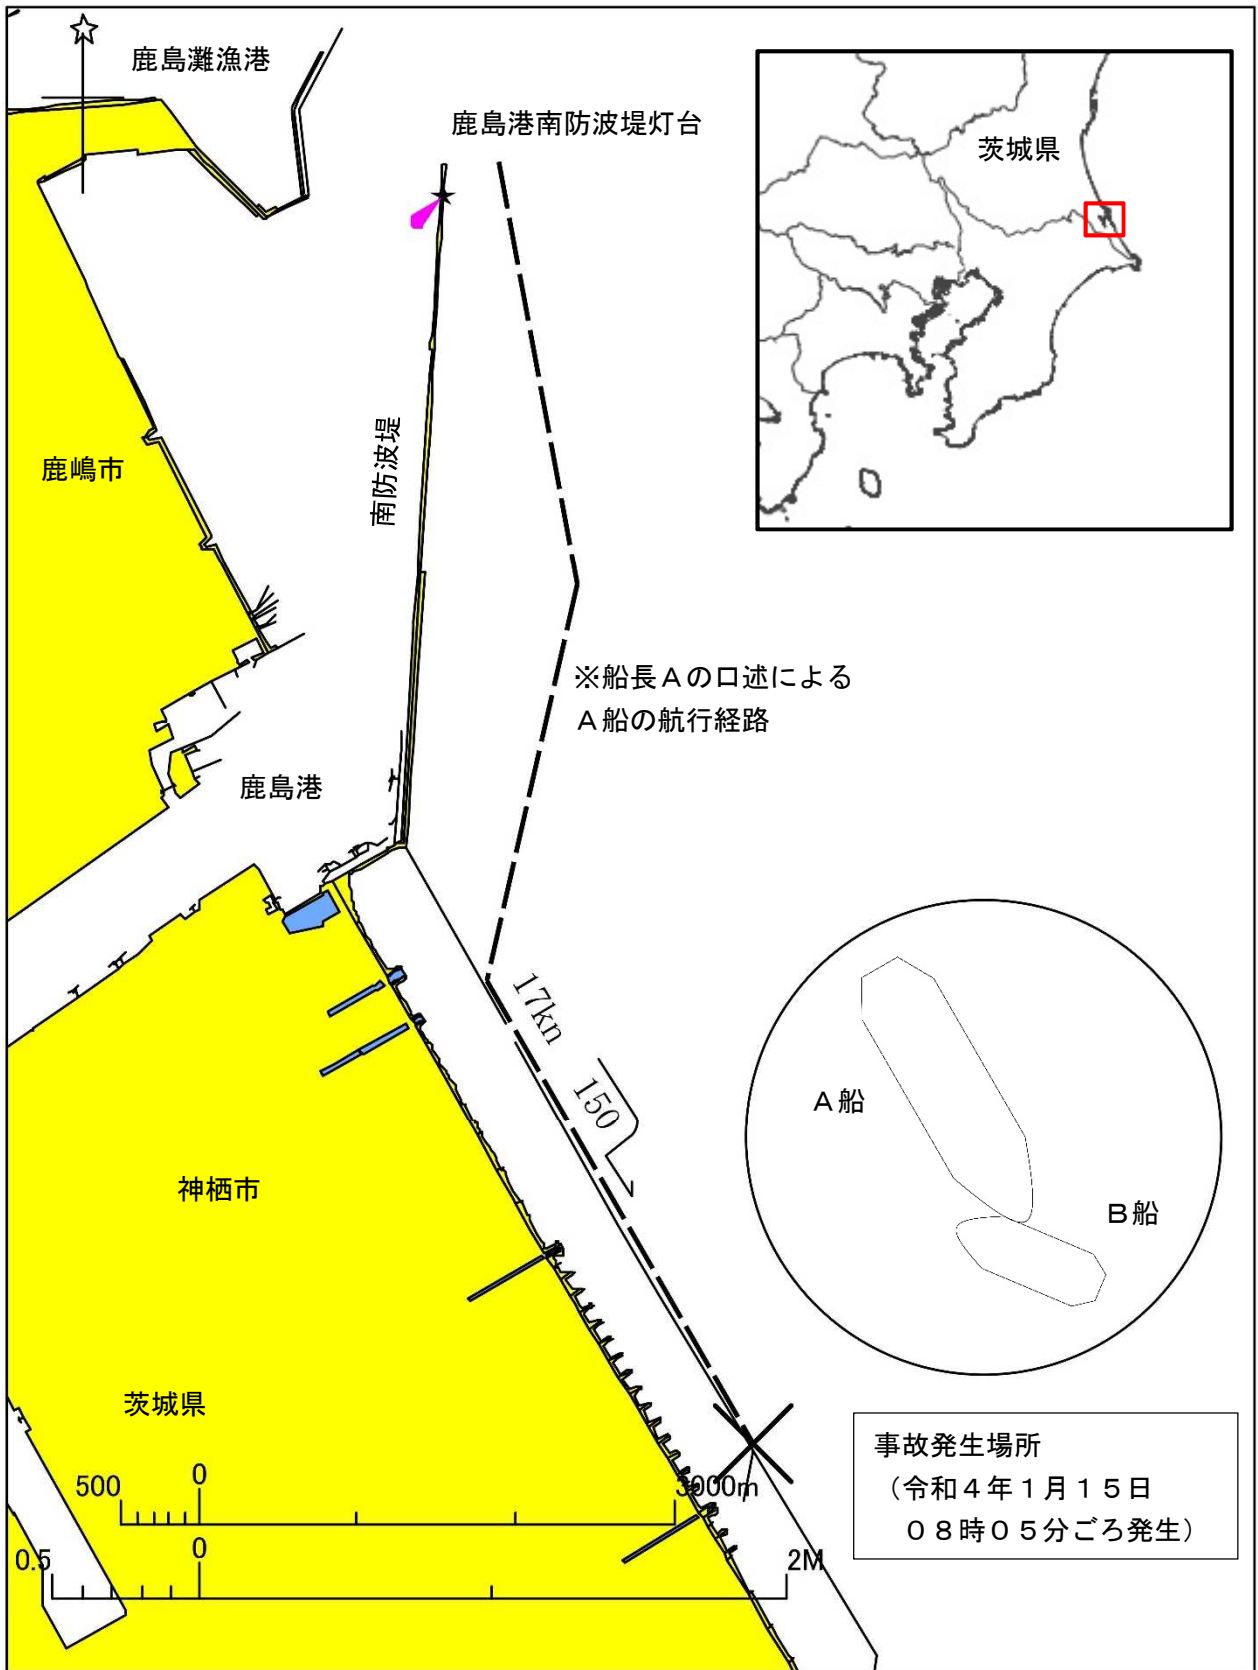 鹿島灘漁港
鹿島港南防波堤灯台
茨城県
南防波堤
鹿嶋市
※船長Ａの口述による
Ａ船の航行経路
鹿島港
17kn
150
Ａ船
Ｂ船
神栖市
茨城県
事故発生場所
（令和４年１月１５日
０８時０５分ごろ発生）
500 0 3000m
0.5 0 2M